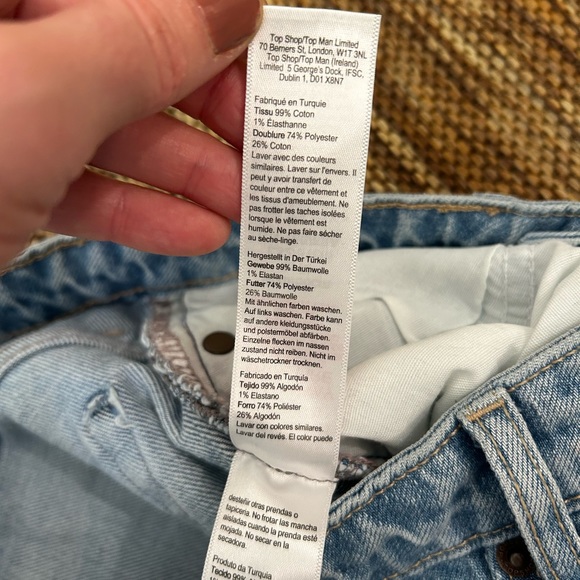 Top Shop/Top Man Limited
70 Berners St, London, W1T 3NL
Top Shop/Top Man (Ireland)
Limited 5 George's Dock, IFSC,
Dublin 1, D01 X8N7
Fabriqué en Turquie
Tissu 99% Coton
1% Élasthanne
Doublure 74% Polyester
26% Coton
Laver avec des couleurs
similaires. Laver sur l'envers. Il
peut y avoir transfert de
couleur entre ce vêtement et
les tissus d'ameublement. Ne
pas frotter les taches isolées
lorsque le vêtement est
humide. Ne pas faire sécher
au sèche-linge.
Hergestellt in Der Türkei
Gewebe 99% Baumwolle
1% Elastan
Futter 74% Polyester
26% Baumwolle
Mit ähnlichen farben waschen.
Auf links waschen. Farbe kann
auf andere kleidungsstücke
und polstermöbel abfärben.
Einzelne flecken im nassen
zustand nicht reiben. Nicht im
wäschetrockner trocknen.
Fabricado en Turquía
Tejido 99% Algodón
1% Elastano
Forro 74% Poliéster
26% Algodón
Lavar con colores similares.
Lavar del revés. El color puede
desteñir otras prendas o
tapicería. No frotar las manchas
aisladas cuando la prenda esté
mojada. No secar en la
secadora.
Produto da Turquia
Tecido 99%